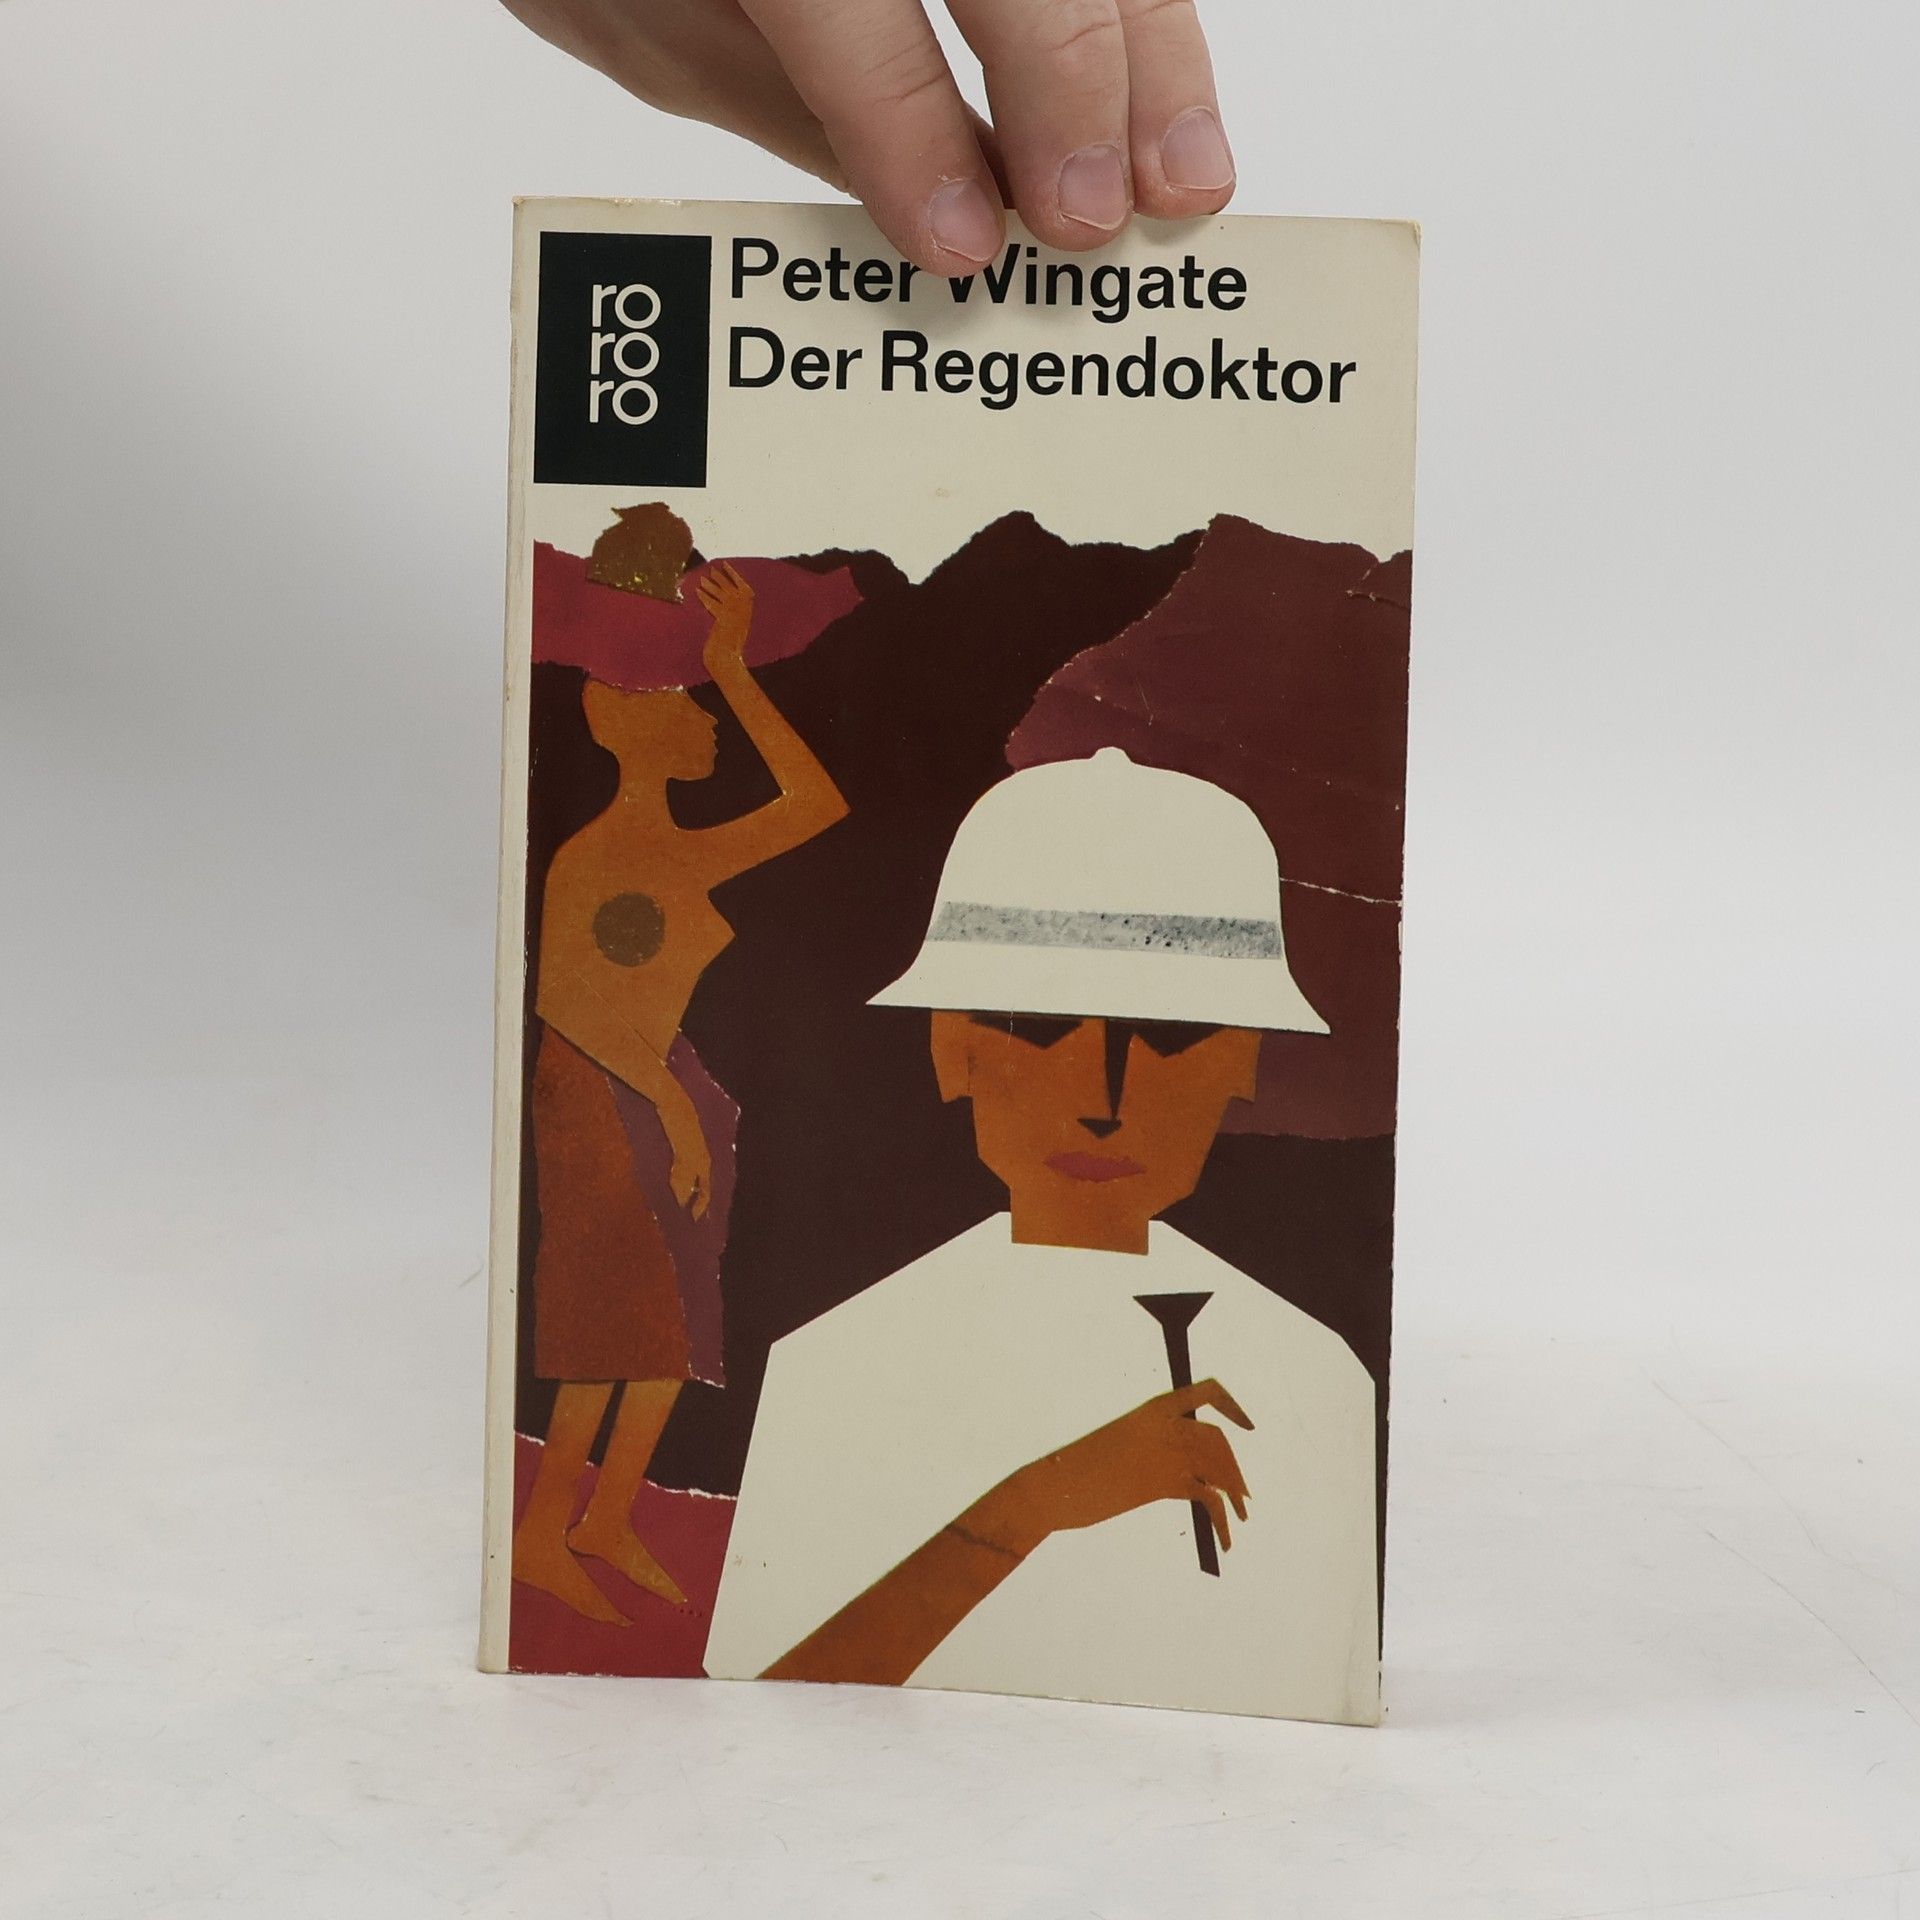 ro
ro
ro
Peter Wingate
Der Regendoktor